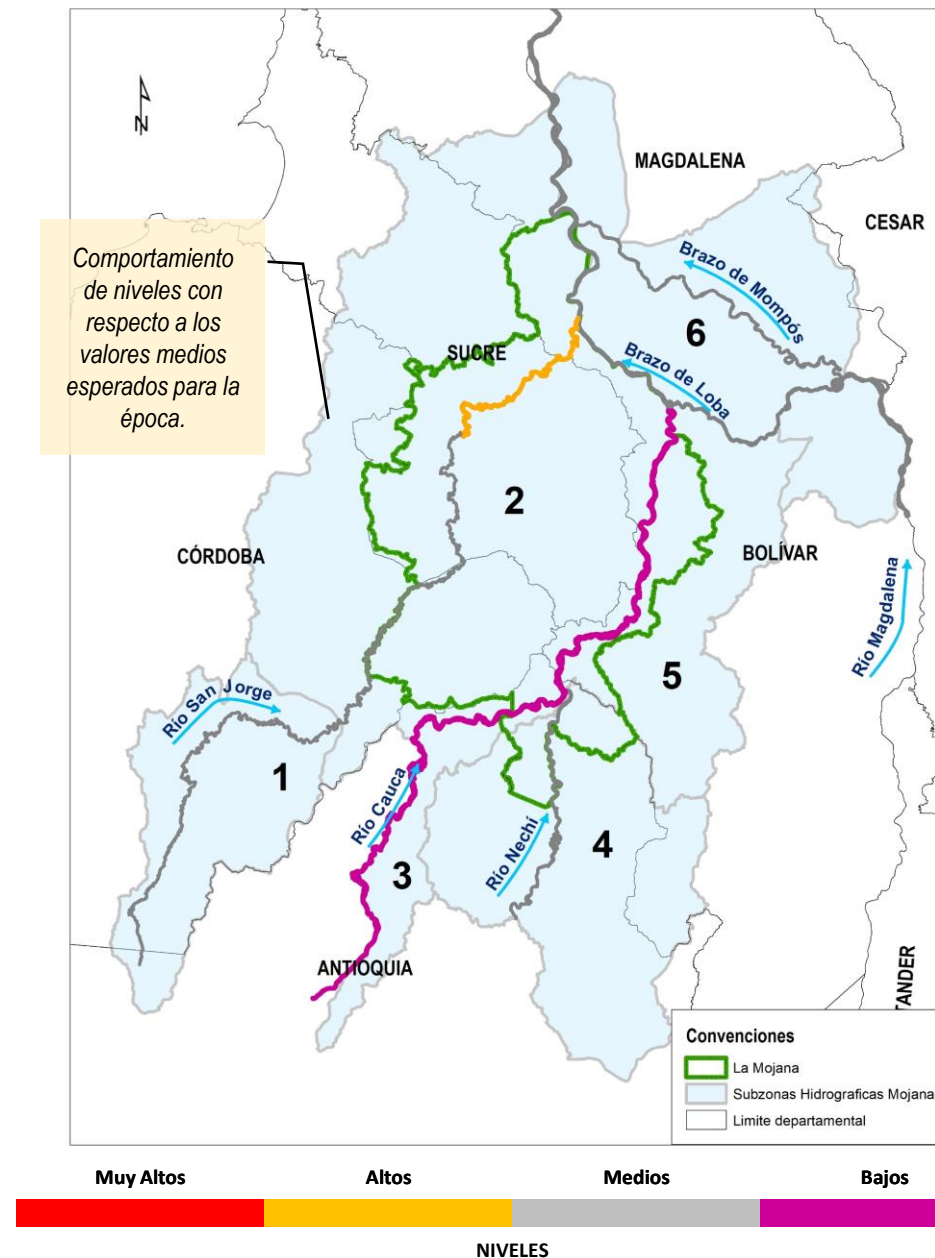 N
MAGDALENA
CESAR
Comportamiento
de niveles con
respecto a los
valores medios
esperados para la
época.
Brazo de Mompós
6
SUCRE
Brazo de Loba
2
CÓRDOBA
BOLÍVAR
Río Magdalena
5
Río San Jorge
1
Río Cauca
4
3
Río Nechí
ANTIOQUIA
TANDER
Convenciones
La Mojana
Subzonas Hidrograficas Mojana
Limite departamental
Muy Altos Altos Medios Bajos
NIVELES